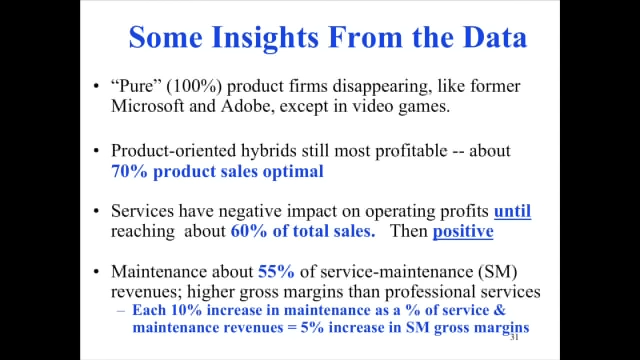 Some Insights From the Data
• “Pure” (100%) product firms disappearing, like former
Microsoft and Adobe, except in video games.
• Product-oriented hybrids still most profitable -- about
70% product sales optimal
• Services have negative impact on operating profits until
reaching about 60% of total sales. Then positive
• Maintenance about 55% of service-maintenance (SM)
revenues; higher gross margins than professional services
– Each 10% increase in maintenance as a % of service &
maintenance revenues = 5% increase in SM gross margins
31